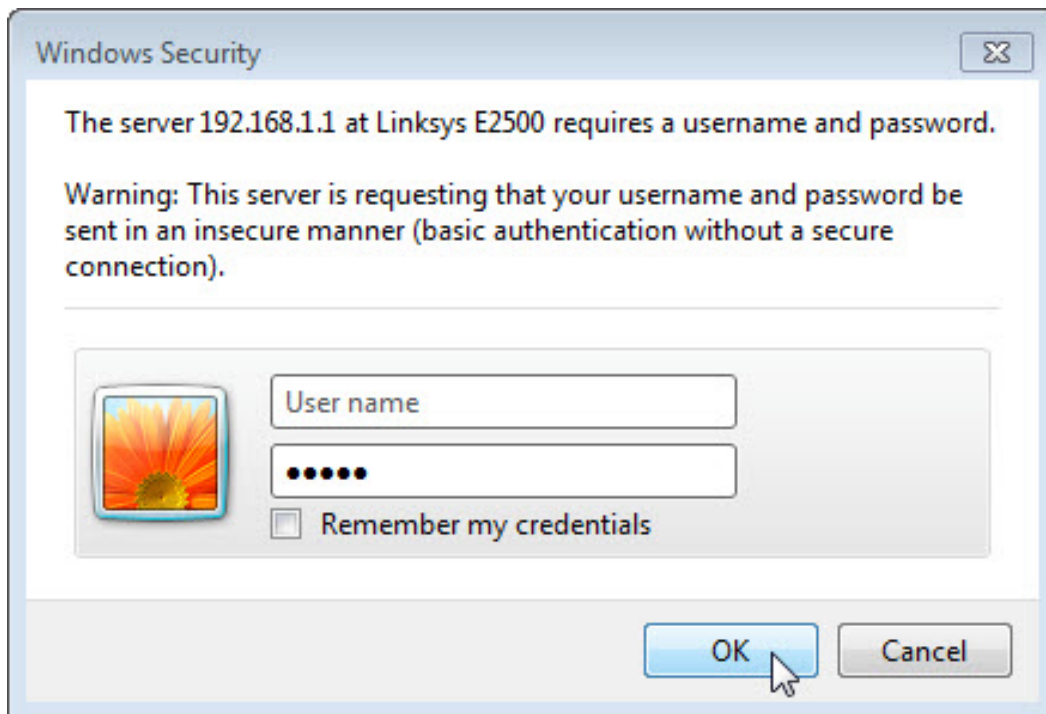 Windows Security
The server 192.168.1.1 at Linksys E2500 requires a username and password.
Warning: This server is requesting that your username and password be
sent in an insecure manner (basic authentication without a secure
connection).
User name
●●●●●
Remember my credentials
OK
Cancel